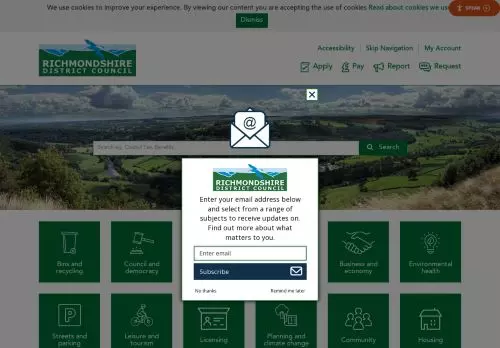 We use cookies to improve your experience. By viewing our content you are accepting the use of cookies Read about cookies we use
Dismiss
RICHMONDSHIRE
DISTRICT COUNCIL
Accessibility
Skip Navigation
My Account
Apply
Pay
Report
Request
Search eg. Council Tax, Benefits
Search
@
RICHMONDSHIRE
DISTRICT COUNCIL
Enter your email address below
and select from a range of
subjects to receive updates on.
Find out more about what
matters to you.
Enter email
Subscribe
No thanks
Remind me later
Bins and
recycling
Council and
democracy
Business and
economy
Environmental
health
Streets and
parking
Leisure and
tourism
Licensing
Planning and
climate change
Community
Housing